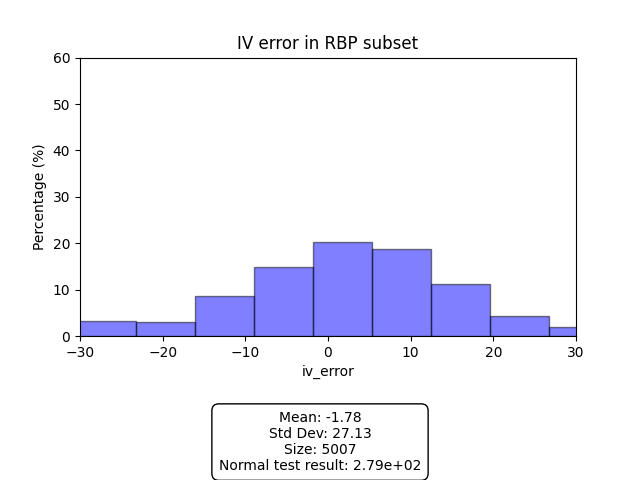 IV error in RBP subset
60
50
40
30
20
10
0
Percentage (%)
−30
−20
−10
0
10
20
30
iv_error
Mean: -1.78
Std Dev: 27.13
Size: 5007
Normal test result: 2.79e+02